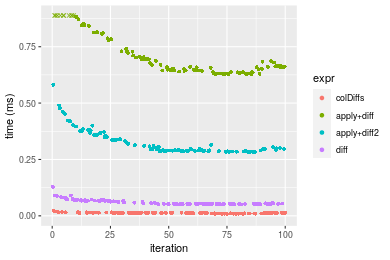 0.75
0.50
0.25
0.00
0
25
50
75
100
time (ms)
iteration
expr
colDiffs
apply+diff
apply+diff2
diff